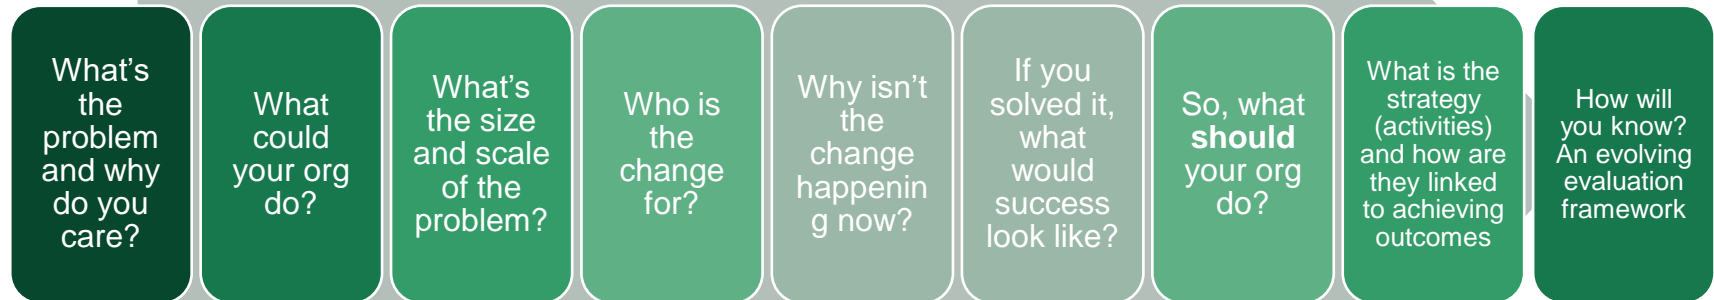 What’s
the
problem
and why
do you
care?
What
could
your org
do?
What’s
the size
and scale
of the
problem?
Who is
the
change
for?
Why isn’t
the
change
happenin
g now?
If you
solved it,
what
would
success
look like?
So, what
should
your org
do?
What is the
strategy
(activities)
and how are
they linked
to achieving
outcomes
How will
you know?
An evolving
evaluation
framework